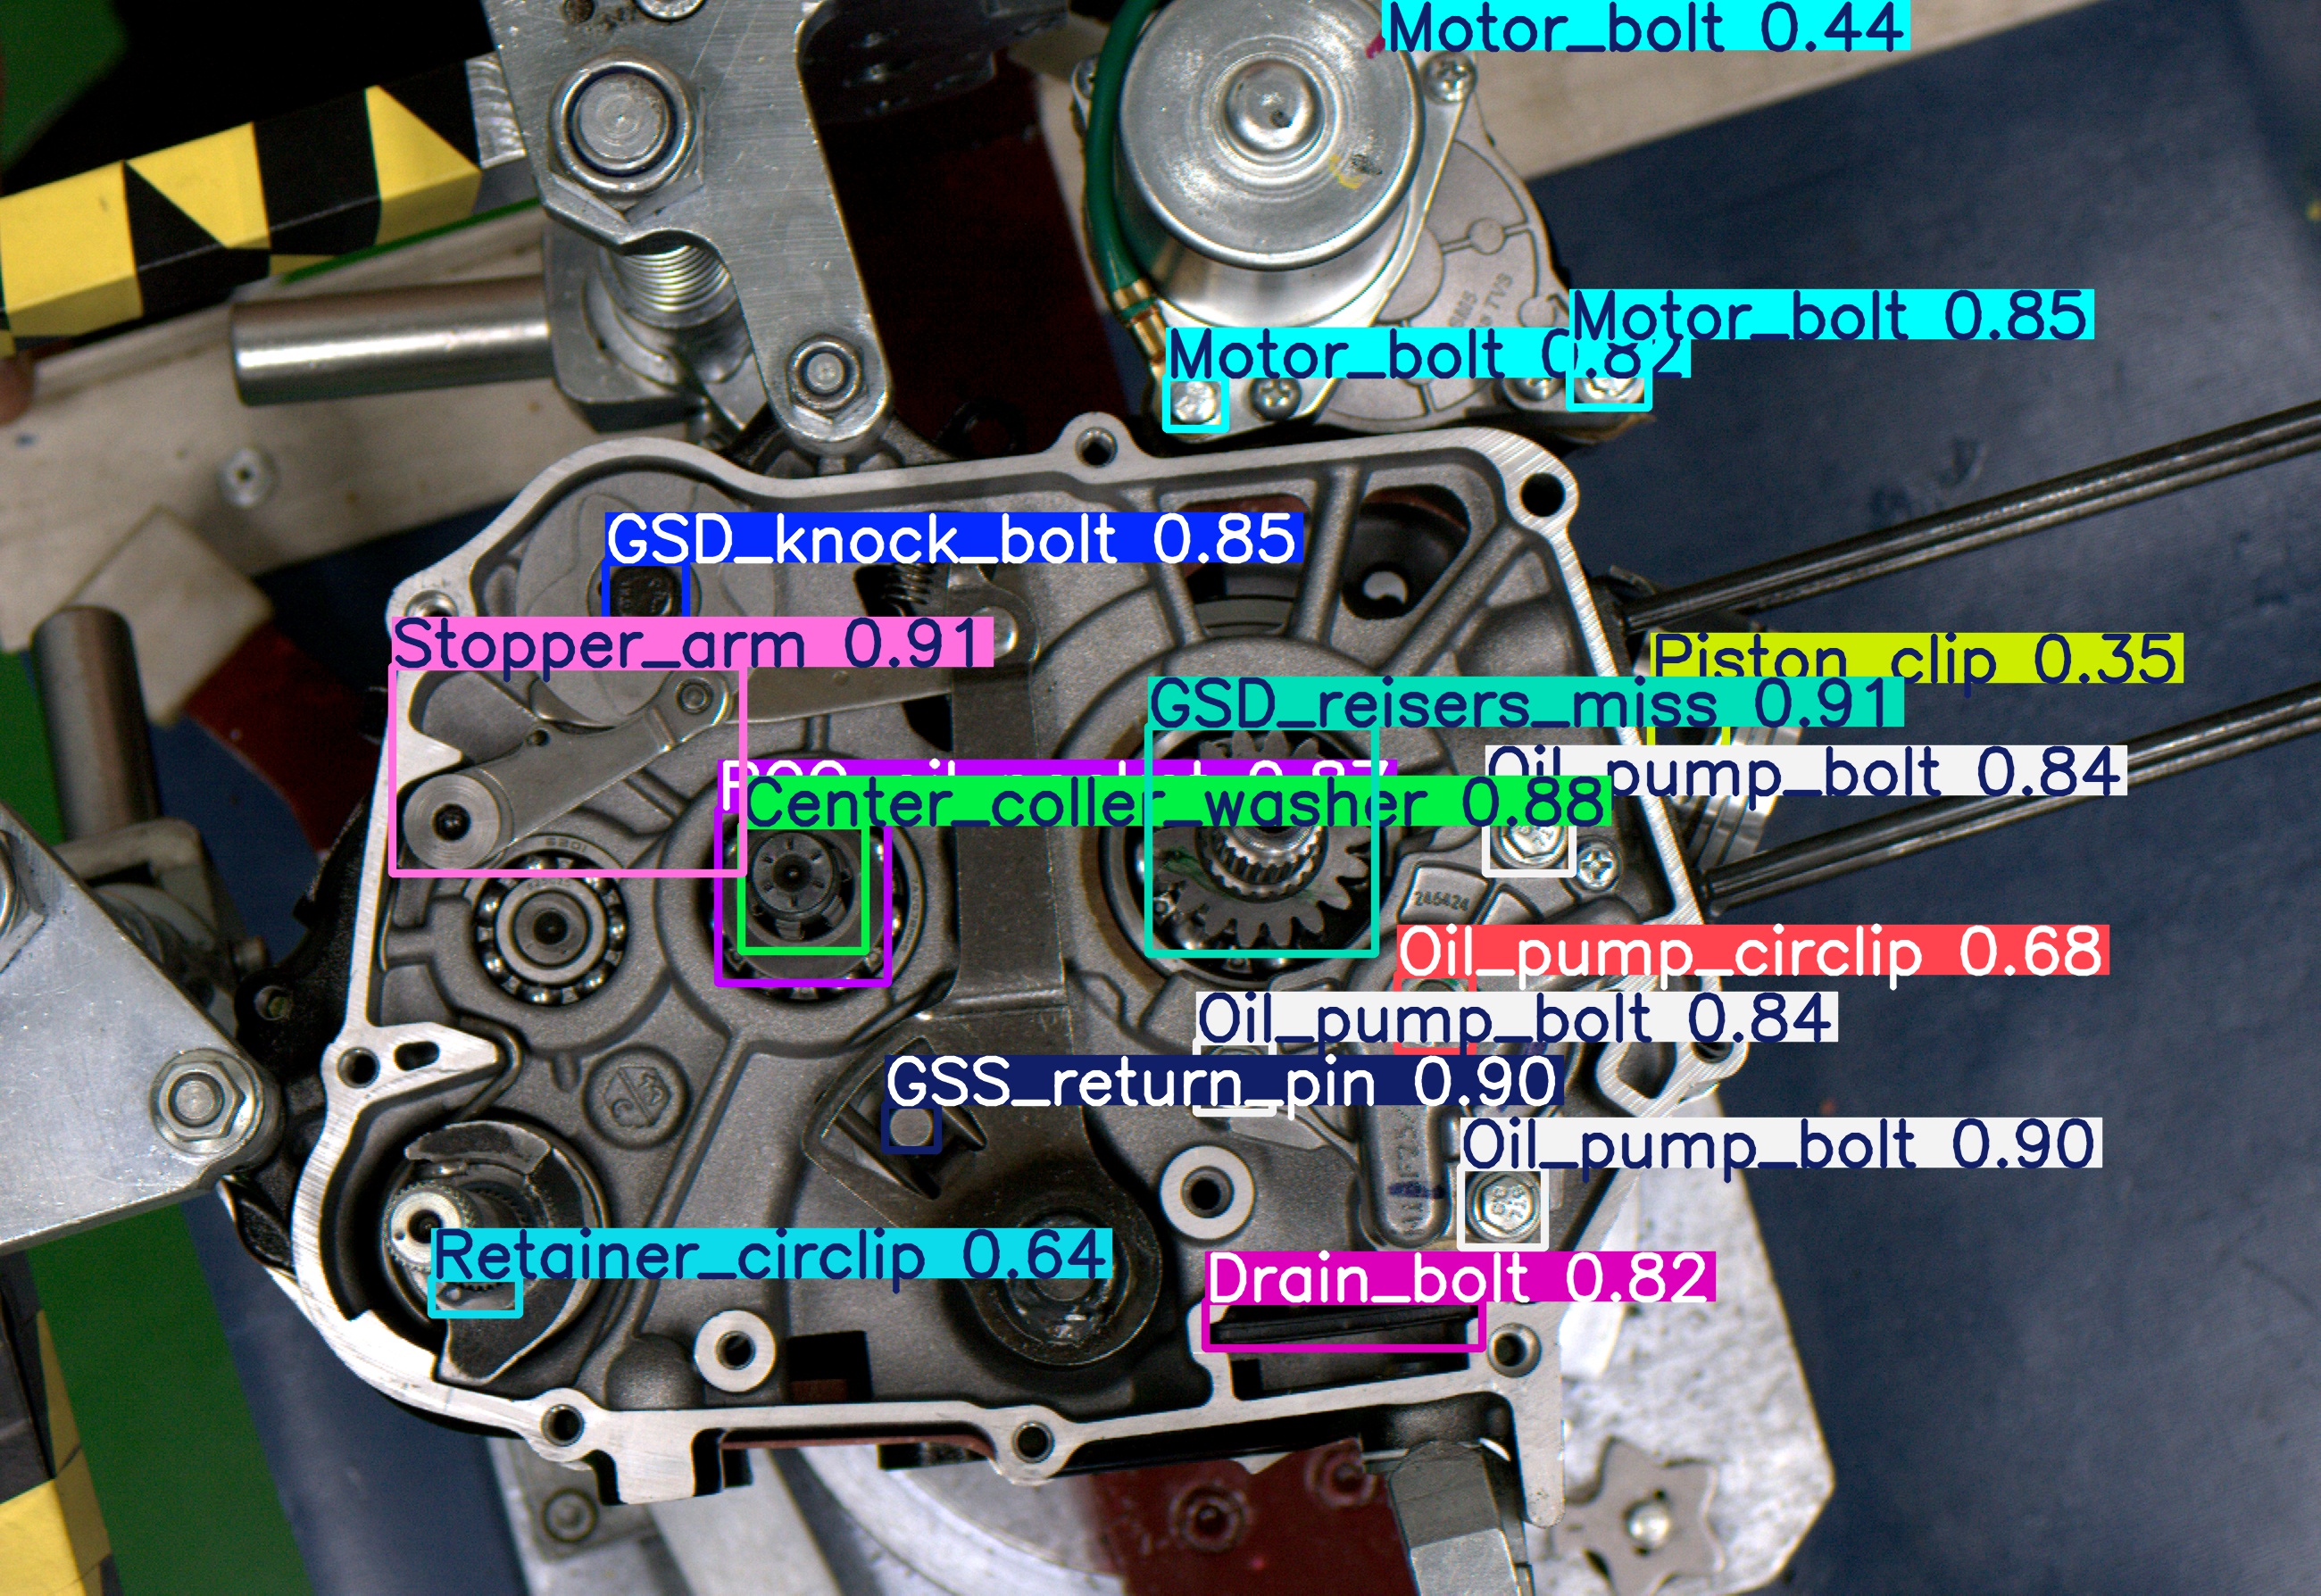 Motor_bolt 0.44
Motor_bolt 0.85
Motor_bolt 0.82
GSD_knock_bolt 0.85
Stopper_arm 0.91
Piston_clip 0.35
GSD_reisers_miss 0.91
Oil_pump_bolt 0.84
Center_coller_washer 0.88
6201
246424
Oil_pump_circlip 0.68
Oil_pump_bolt 0.84
GSS_return_pin 0.90
Oil_pump_bolt 0.90
Retainer_circlip 0.64
Drain_bolt 0.82